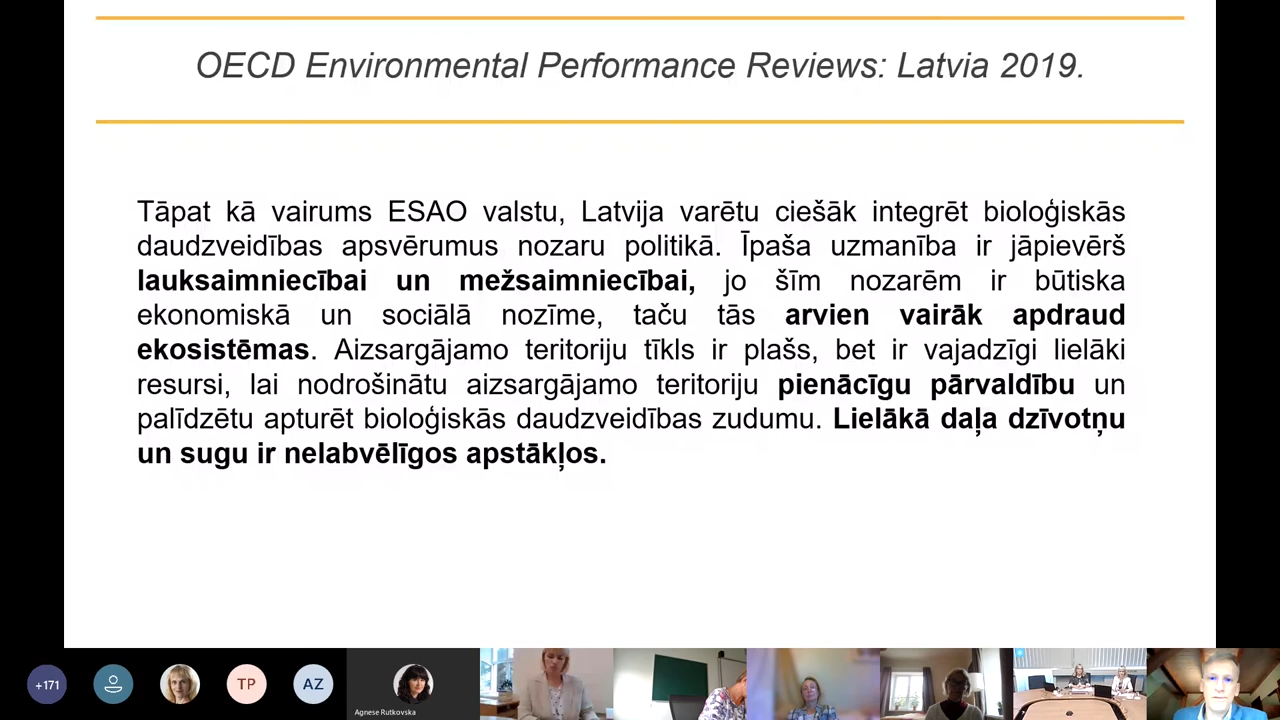 OECD Environmental Performance Reviews: Latvia 2019.
Tāpat kā vairums ESAO valstu, Latvija varētu ciešāk integrēt bioloģiskās
daudzveidības apsvērumus nozaru politikā. Īpaša uzmanība ir jāpievērš
lauksaimniecībai un mežsaimniecībai, jo šīm nozarēm ir būtiska
ekonomiskā un sociālā nozīme, taču tās arvien vairāk apdraud
ekosistēmas. Aizsargājamo teritoriju tīkls ir plašs, bet ir vajadzīgi lielāki
resursi, lai nodrošinātu aizsargājamo teritoriju pienācīgu pārvaldību un
palīdzētu apturēt bioloģiskās daudzveidības zudumu. Lielākā daļa dzīvotņu
un sugu ir nelabvēlīgos apstākļos.
+171
TP
AZ
Agnese Rutkovska